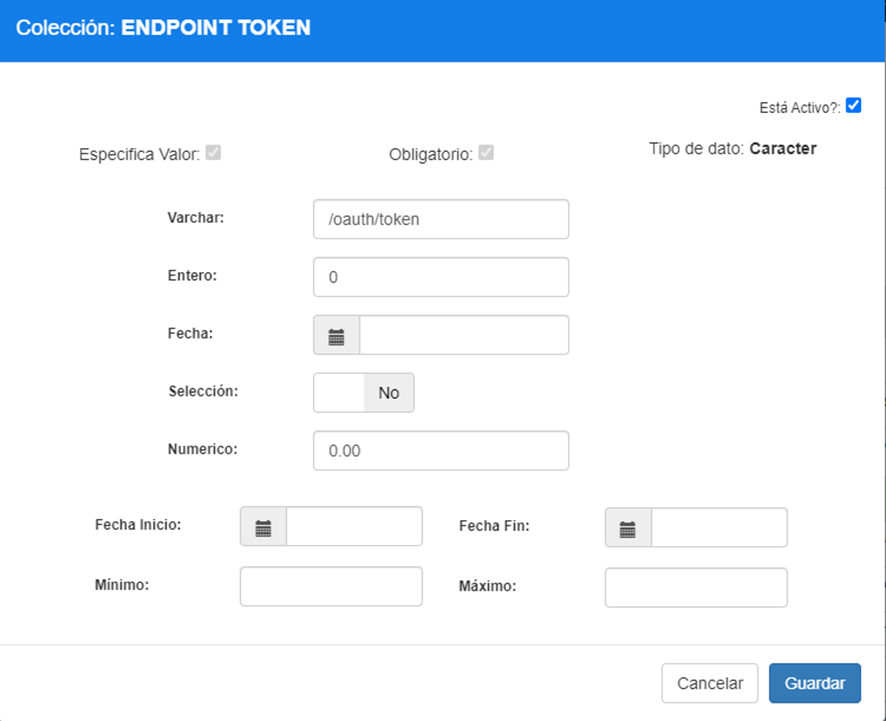 Colección: ENDPOINT TOKEN
Está Activo?:
Especifica Valor:
Obligatorio:
Tipo de dato: Caracter
Varchar:
/oauth/token
Entero:
0
Fecha:
Selección:
No
Numerico:
0.00
Fecha Inicio:
Fecha Fin:
Mínimo:
Máximo:
Cancelar
Guardar